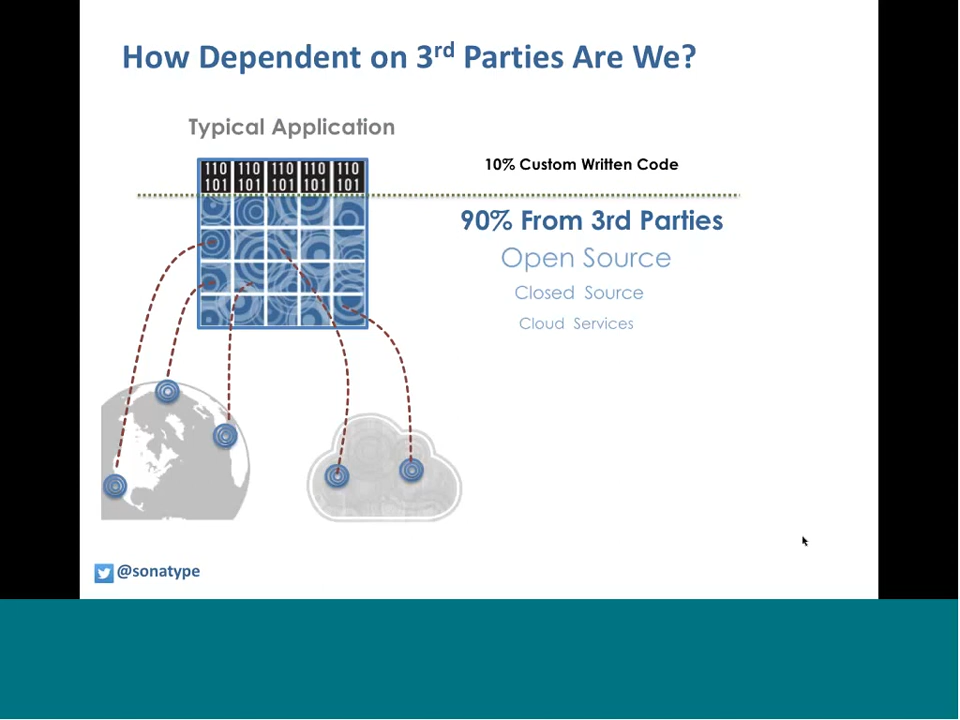 How Dependent on 3rd Parties Are We?
Typical Application
110 110 110 110 110
101 101 101 101 101
10% Custom Written Code
90% From 3rd Parties
Open Source
Closed Source
Cloud Services
@sonatype